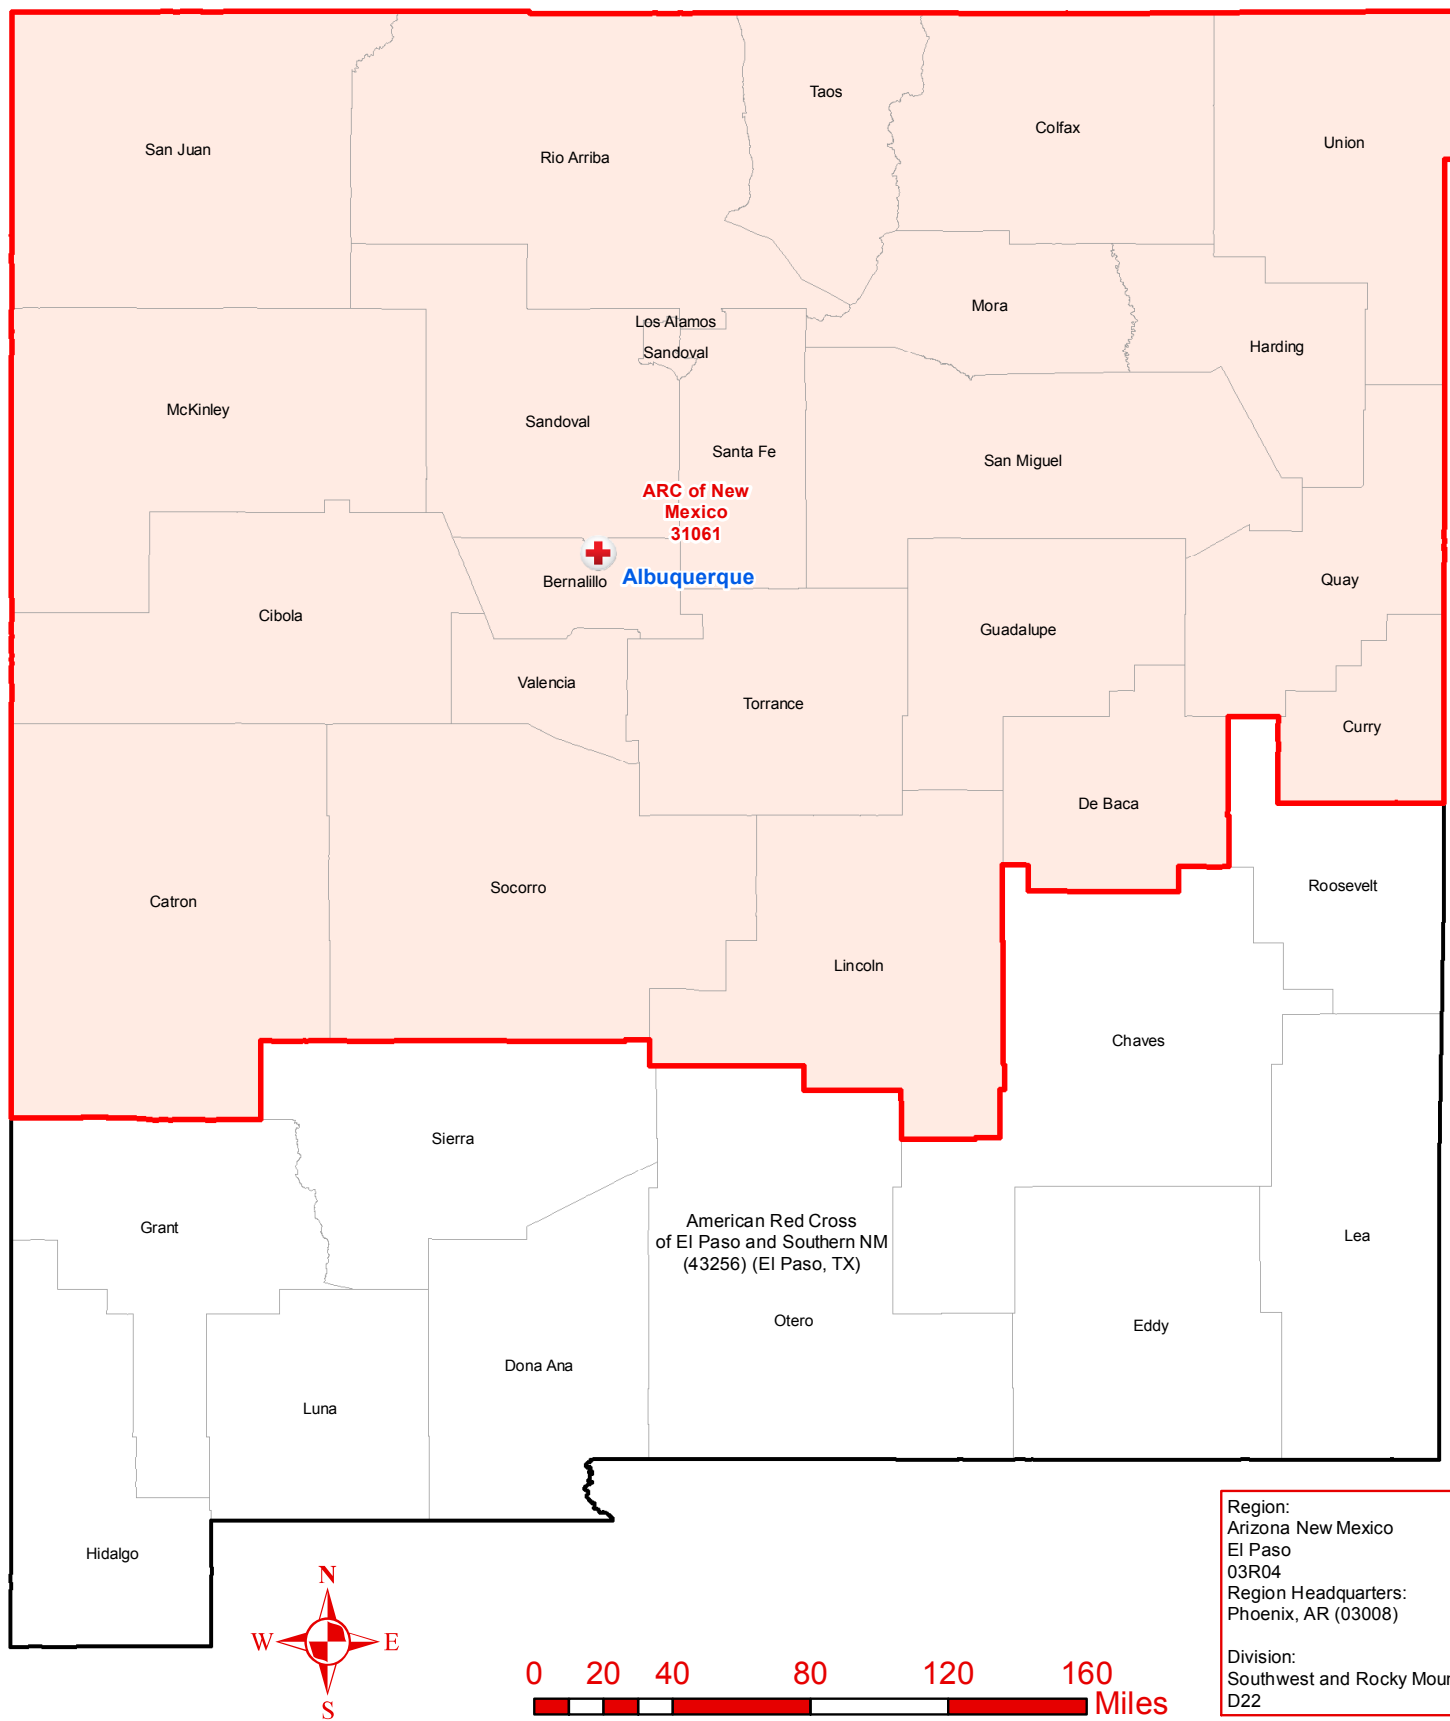 Taos
Colfax
Union
San Juan
Rio Arriba
Mora
Los Alamos
Harding
Sandoval
McKinley
Sandoval
Santa Fe
San Miguel
ARC of New
Mexico
31061
Albuquerque
Bernalillo
Quay
Cibola
Guadalupe
Valencia
Torrance
Curry
De Baca
Socorro
Roosevelt
Catron
Lincoln
Chaves
Sierra
Grant
American Red Cross
of El Paso and Southern NM
(43256) (El Paso, TX)
Lea
Otero
Eddy
Dona Ana
Luna
Hidalgo
Region:
Arizona New Mexico
El Paso
03R04
Region Headquarters:
Phoenix, AR (03008)
Division:
Southwest and Rocky Moun
D22
N
W E
S
0 20 40 80 120 160
Miles